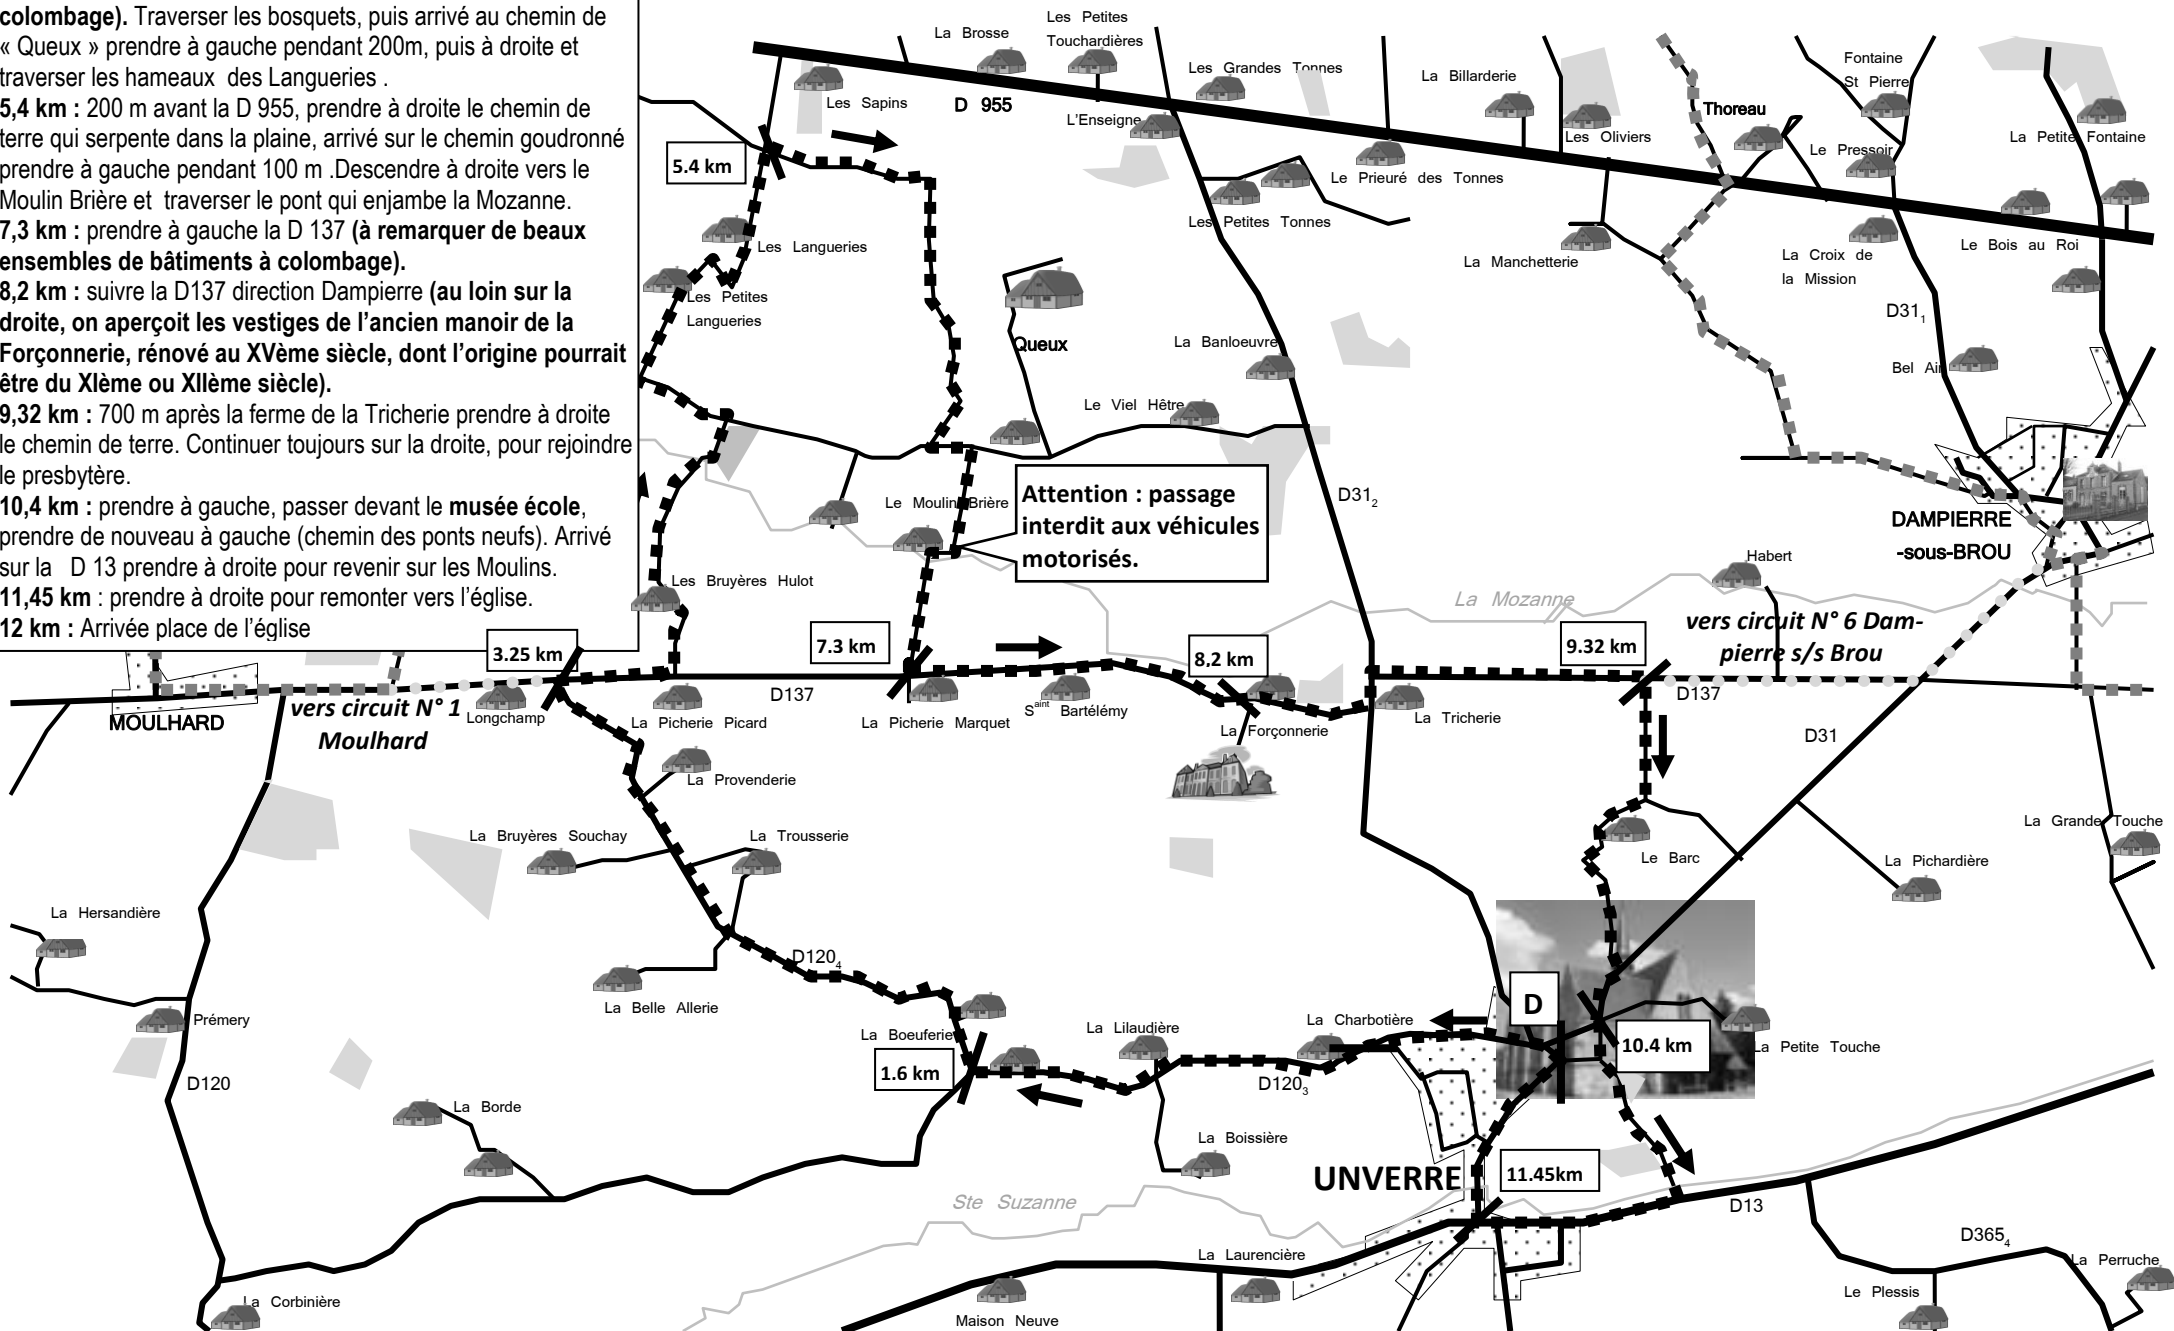 colombage). Traverser les bosquets, puis arrivé au chemin de
« Queux » prendre à gauche pendant 200m, puis à droite et
traverser les hameaux des Langueries .
5,4 km : 200 m avant la D 955, prendre à droite le chemin de
terre qui serpente dans la plaine, arrivé sur le chemin goudronné
prendre à gauche pendant 100 m .Descendre à droite vers le
Moulin Brière et traverser le pont qui enjambe la Mozanne.
7,3 km : prendre à gauche la D 137 (à remarquer de beaux
ensembles de bâtiments à colombage).
8,2 km : suivre la D137 direction Dampierre (au loin sur la
droite, on aperçoit les vestiges de l'ancien manoir de la
Forçonnerie, rénové au XVème siècle, dont l'origine pourrait
être du XIème ou XIIème siècle).
9,32 km : 700 m après la ferme de la Tricherie prendre à droite
le chemin de terre. Continuer toujours sur la droite, pour rejoindre
le presbytère.
10,4 km : prendre à gauche, passer devant le musée école,
prendre de nouveau à gauche (chemin des ponts neufs). Arrivé
sur la D 13 prendre à droite pour revenir sur les Moulins.
11,45 km : prendre à droite pour remonter vers l'église.
12 km : Arrivée place de l'église
La Brosse
Les Petites
Touchardières
Les Grandes Tonnes
La Billarderie
Fontaine
St Pierre
Les Sapins
D 955
L'Enseigne
Les Oliviers
Thoreau
Le Pressoir
La Petite Fontaine
5.4 km
Le Prieuré des Tonnes
Les Petites Tonnes
Les Langueries
La Manchetterie
La Croix de
la Mission
Le Bois au Roi
Les Petites
Langueries
D311
Queux
La Banloeuvre
Bel Air
Le Viel Hêtre
D312
Le Moulin Brière
Attention : passage
interdit aux véhicules
motorisés.
DAMPIERRE
-sous-BROU
Habert
Les Bruyères Hulot
La Mozanne
vers circuit N° 6 Dam-
pierre s/s Brou
3.25 km
7.3 km
8,2 km
9.32 km
D137
D137
MOULHARD
vers circuit N° 1
Moulhard
Longchamp
La Picherie Picard
La Picherie Marquet
Saint Bartélémy
La Forçonnerie
La Tricherie
D31
La Provenderie
La Bruyères Souchay
La Trousserie
Le Barc
La Grande Touche
La Pichardière
La Hersandière
D1204
La Belle Allerie
Prémery
La Boeuferie
La Lilaudière
La Charbotière
D
10.4 km
La Petite Touche
1.6 km
D1203
D120
La Borde
La Boissière
UNVERRE
11.45km
Ste Suzanne
D13
D3654
La Laurencière
La Perruche
La Corbinière
Maison Neuve
Le Plessis